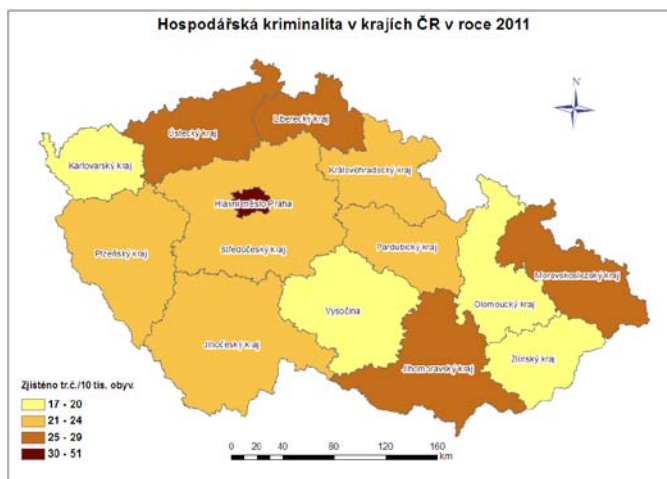 Hospodářská kriminalita v krajích ČR v roce 2011
N
Liberecký kraj
Ústecký kraj
Karlovarský kraj
Královéhradecký kraj
Hlavní město Praha
Plzeňský kraj
Středočeský kraj
Pardubický kraj
Moravskoslezský kraj
Olomoucký kraj
Vysočina
Jihočeský kraj
Zlínský kraj
Jihomoravský kraj
Zjištěno tr.č./10 tis. obyv.
17 - 20
21 - 24
25 - 29
30 - 51
0 20 40 80 120 160
km